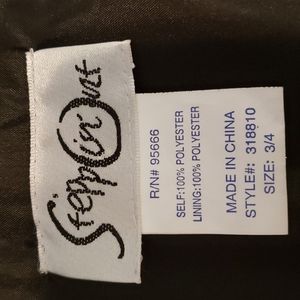 Steppin' Out
R/N# 95666
SELF:100% POLYESTER
LINING:100% POLYESTER
MADE IN CHINA
STYLE#: 318810
SIZE: 3/4